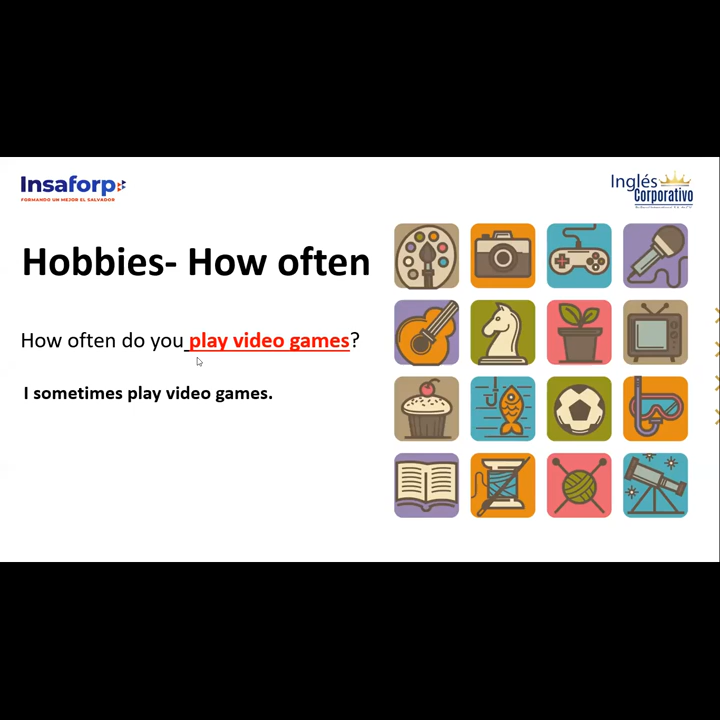 Insaforp
FORMANDO UN MEJOR EL SALVADOR
Inglés
Corporativo
Hobbies- How often
How often do you play video games?
I sometimes play video games.